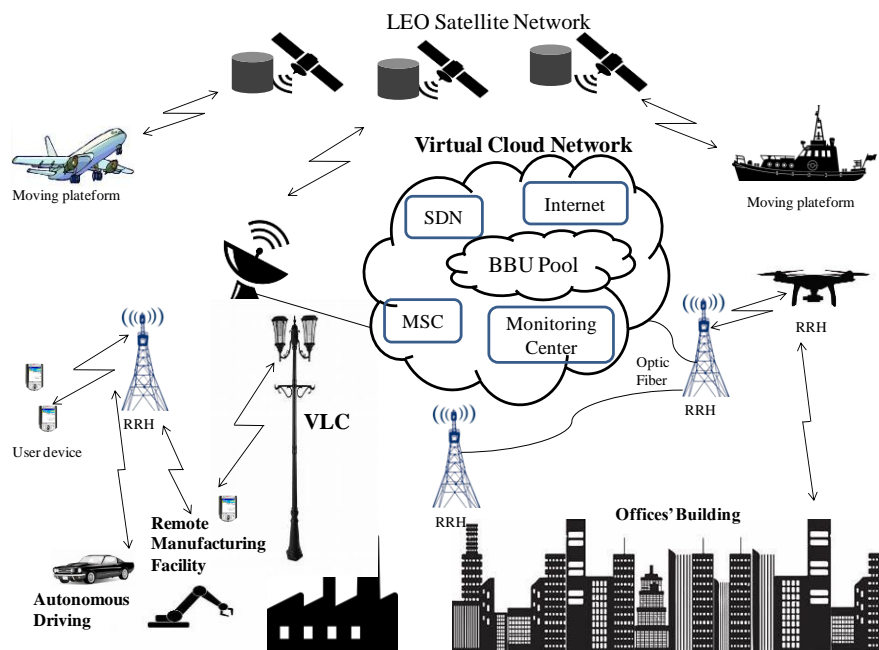 LEO Satellite Network
Virtual Cloud Network
Moving plateform
Moving plateform
SDN
Internet
BBU Pool
MSC
Monitoring
Center
RRH
Optic
Fiber
RRH
RRH
User device
VLC
RRH
Offices' Building
Remote
Manufacturing
Facility
Autonomous
Driving